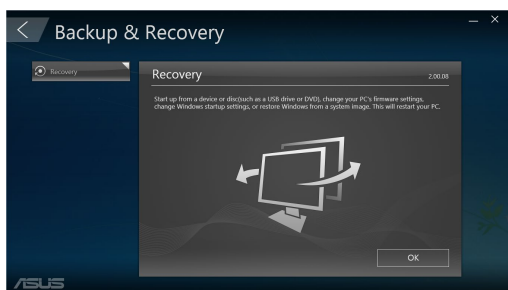 Backup & Recovery
Recovery
Recovery
2.00.08
Start up from a device or disc(such as a USB drive or DVD), change your PC's firmware settings,
change Windows startup settings, or restore Windows from a system image. This will restart your PC.
OK
ASUS